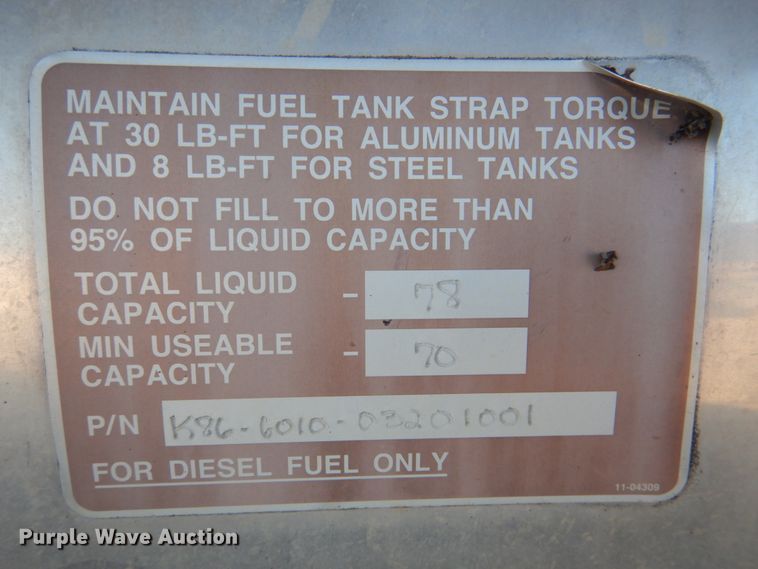 MAINTAIN FUEL TANK STRAP TORQUE
AT 30 LB-FT FOR ALUMINUM TANKS
AND 8 LB-FT FOR STEEL TANKS
DO NOT FILL TO MORE THAN
95% OF LIQUID CAPACITY
TOTAL LIQUID
CAPACITY - 78
MIN USEABLE
CAPACITY - 70
P/N K86-6010-03201001
FOR DIESEL FUEL ONLY
11-04309
Purple Wave Auction